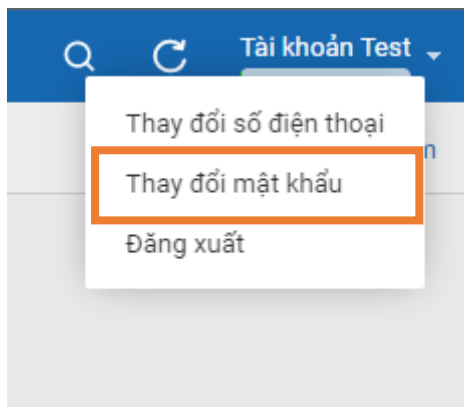 Tài khoản Test
Thay đổi số điện thoại
Thay đổi mật khẩu
Đăng xuất